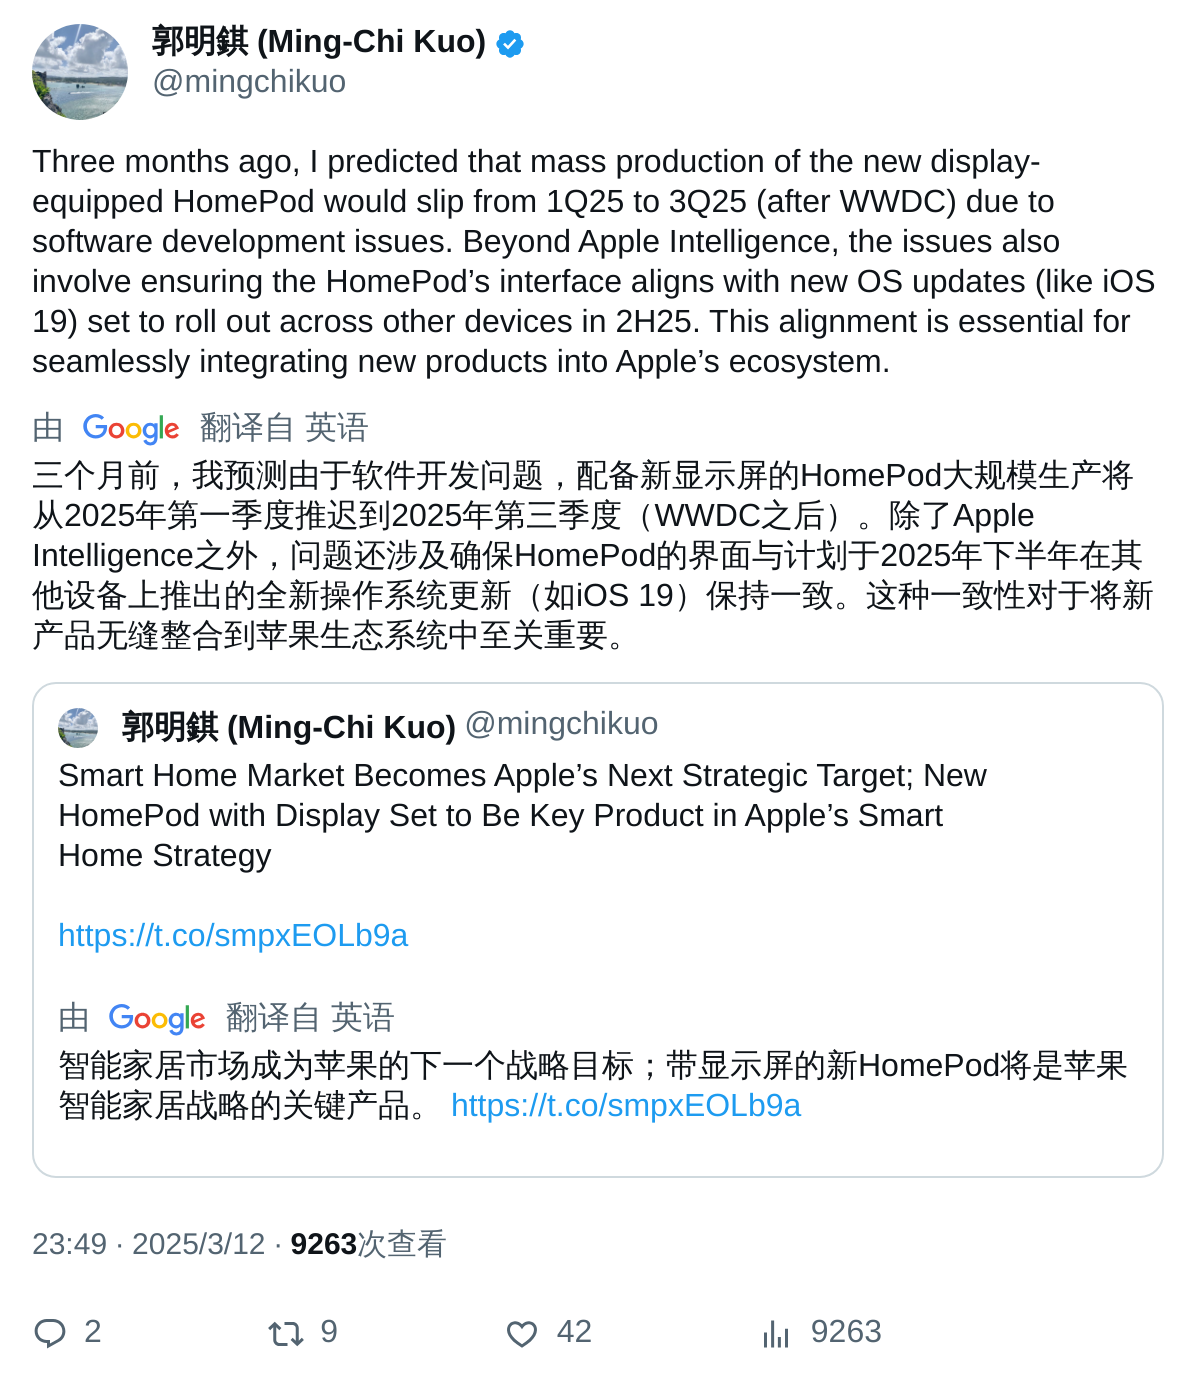 郭明錤 (Ming-Chi Kuo)
@mingchikuo
Three months ago, I predicted that mass production of the new display-
equipped HomePod would slip from 1Q25 to 3Q25 (after WWDC) due to
software development issues. Beyond Apple Intelligence, the issues also
involve ensuring the HomePod’s interface aligns with new OS updates (like iOS
19) set to roll out across other devices in 2H25. This alignment is essential for
seamlessly integrating new products into Apple’s ecosystem.
由 Google 翻译自 英语
三个月前，我预测由于软件开发问题，配备新显示屏的HomePod大规模生产将
从2025年第一季度推迟到2025年第三季度（WWDC之后）。除了Apple
Intelligence之外，问题还涉及确保HomePod的界面与计划于2025年下半年在其
他设备上推出的全新操作系统更新（如iOS 19）保持一致。这种一致性对于将新
产品无缝整合到苹果生态系统中至关重要。
郭明錤 (Ming-Chi Kuo) @mingchikuo
Smart Home Market Becomes Apple’s Next Strategic Target; New
HomePod with Display Set to Be Key Product in Apple’s Smart
Home Strategy
https://t.co/smpxEOLb9a
由 Google 翻译自 英语
智能家居市场成为苹果的下一个战略目标；带显示屏的新HomePod将是苹果
智能家居战略的关键产品。 https://t.co/smpxEOLb9a
23:49 · 2025/3/12 · 9263次查看
2 9 42 9263